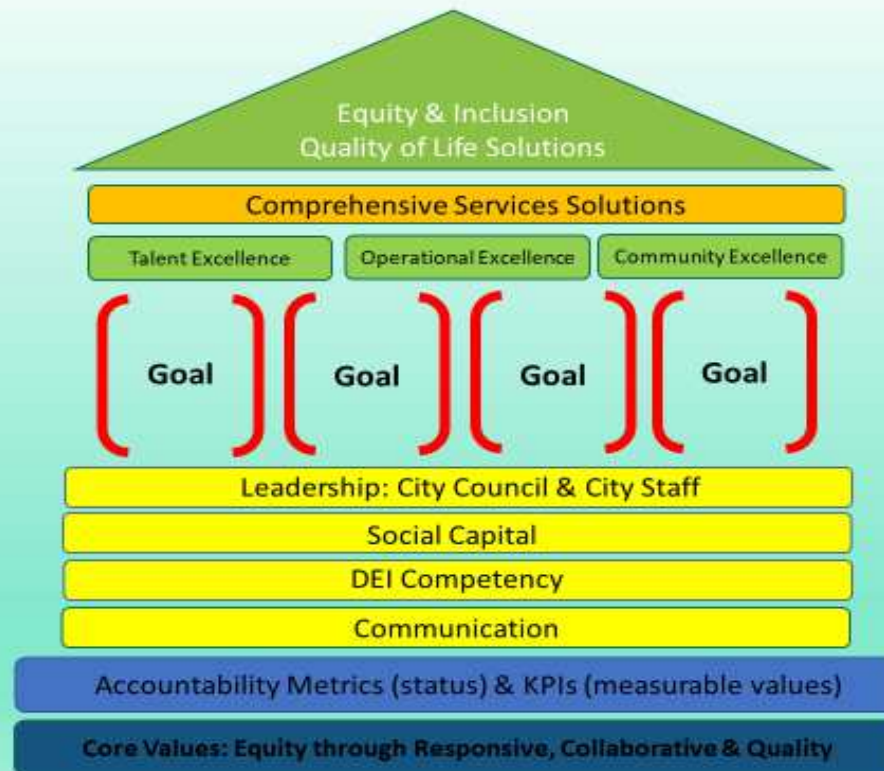 Equity & Inclusion
Quality of Life Solutions
Comprehensive Services Solutions
Talent Excellence
Operational Excellence
Community Excellence
Goal
Goal
Goal
Goal
Leadership: City Council & City Staff
Social Capital
DEI Competency
Communication
Accountability Metrics (status) & KPIs (measurable values)
Core Values: Equity through Responsive, Collaborative & Quality